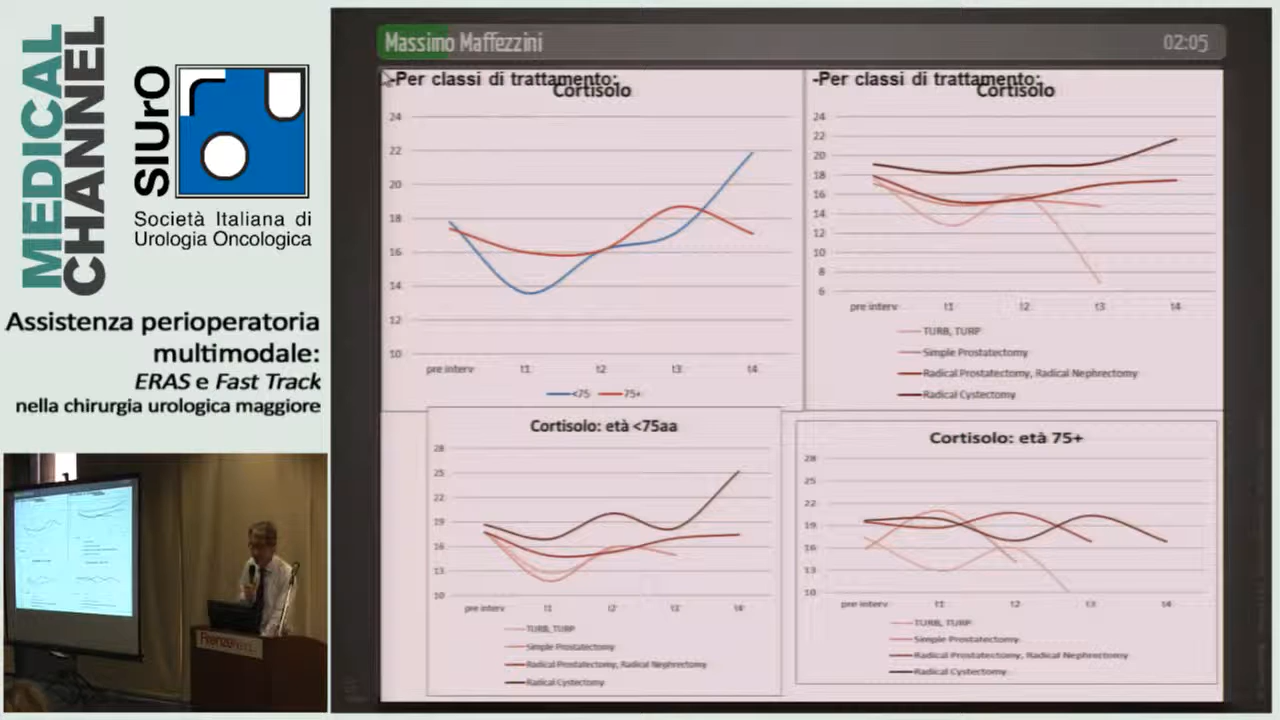 MEDICAL
CHANNEL
SIUrO
Società Italiana di
Urologia Oncologica
Assistenza perioperatoria
multimodale:
ERAS e Fast Track
nella chirurgia urologica maggiore
Massimo Maffezzini
02:05
-Per classi di trattamento:
Cortisolo
24
22
20
18
16
14
12
10
pre interv t1 t2 t3 t4
<75 75+
-Per classi di trattamento:
Cortisolo
24
22
20
18
16
14
12
10
8
6
pre interv t1 t2 t3 t4
TURB, TURP
Simple Prostatectomy
Radical Prostatectomy, Radical Nephrectomy
Radical Cystectomy
Cortisolo: età <75aa
28
25
22
19
16
13
10
pre interv t1 t2 t3 t4
TURB, TURP
Simple Prostatectomy
Radical Prostatectomy, Radical Nephrectomy
Radical Cystectomy
Cortisolo: età 75+
28
25
22
19
16
13
10
pre interv t1 t2 t3 t4
TURB, TURP
Simple Prostatectomy
Radical Prostatectomy, Radical Nephrectomy
Radical Cystectomy